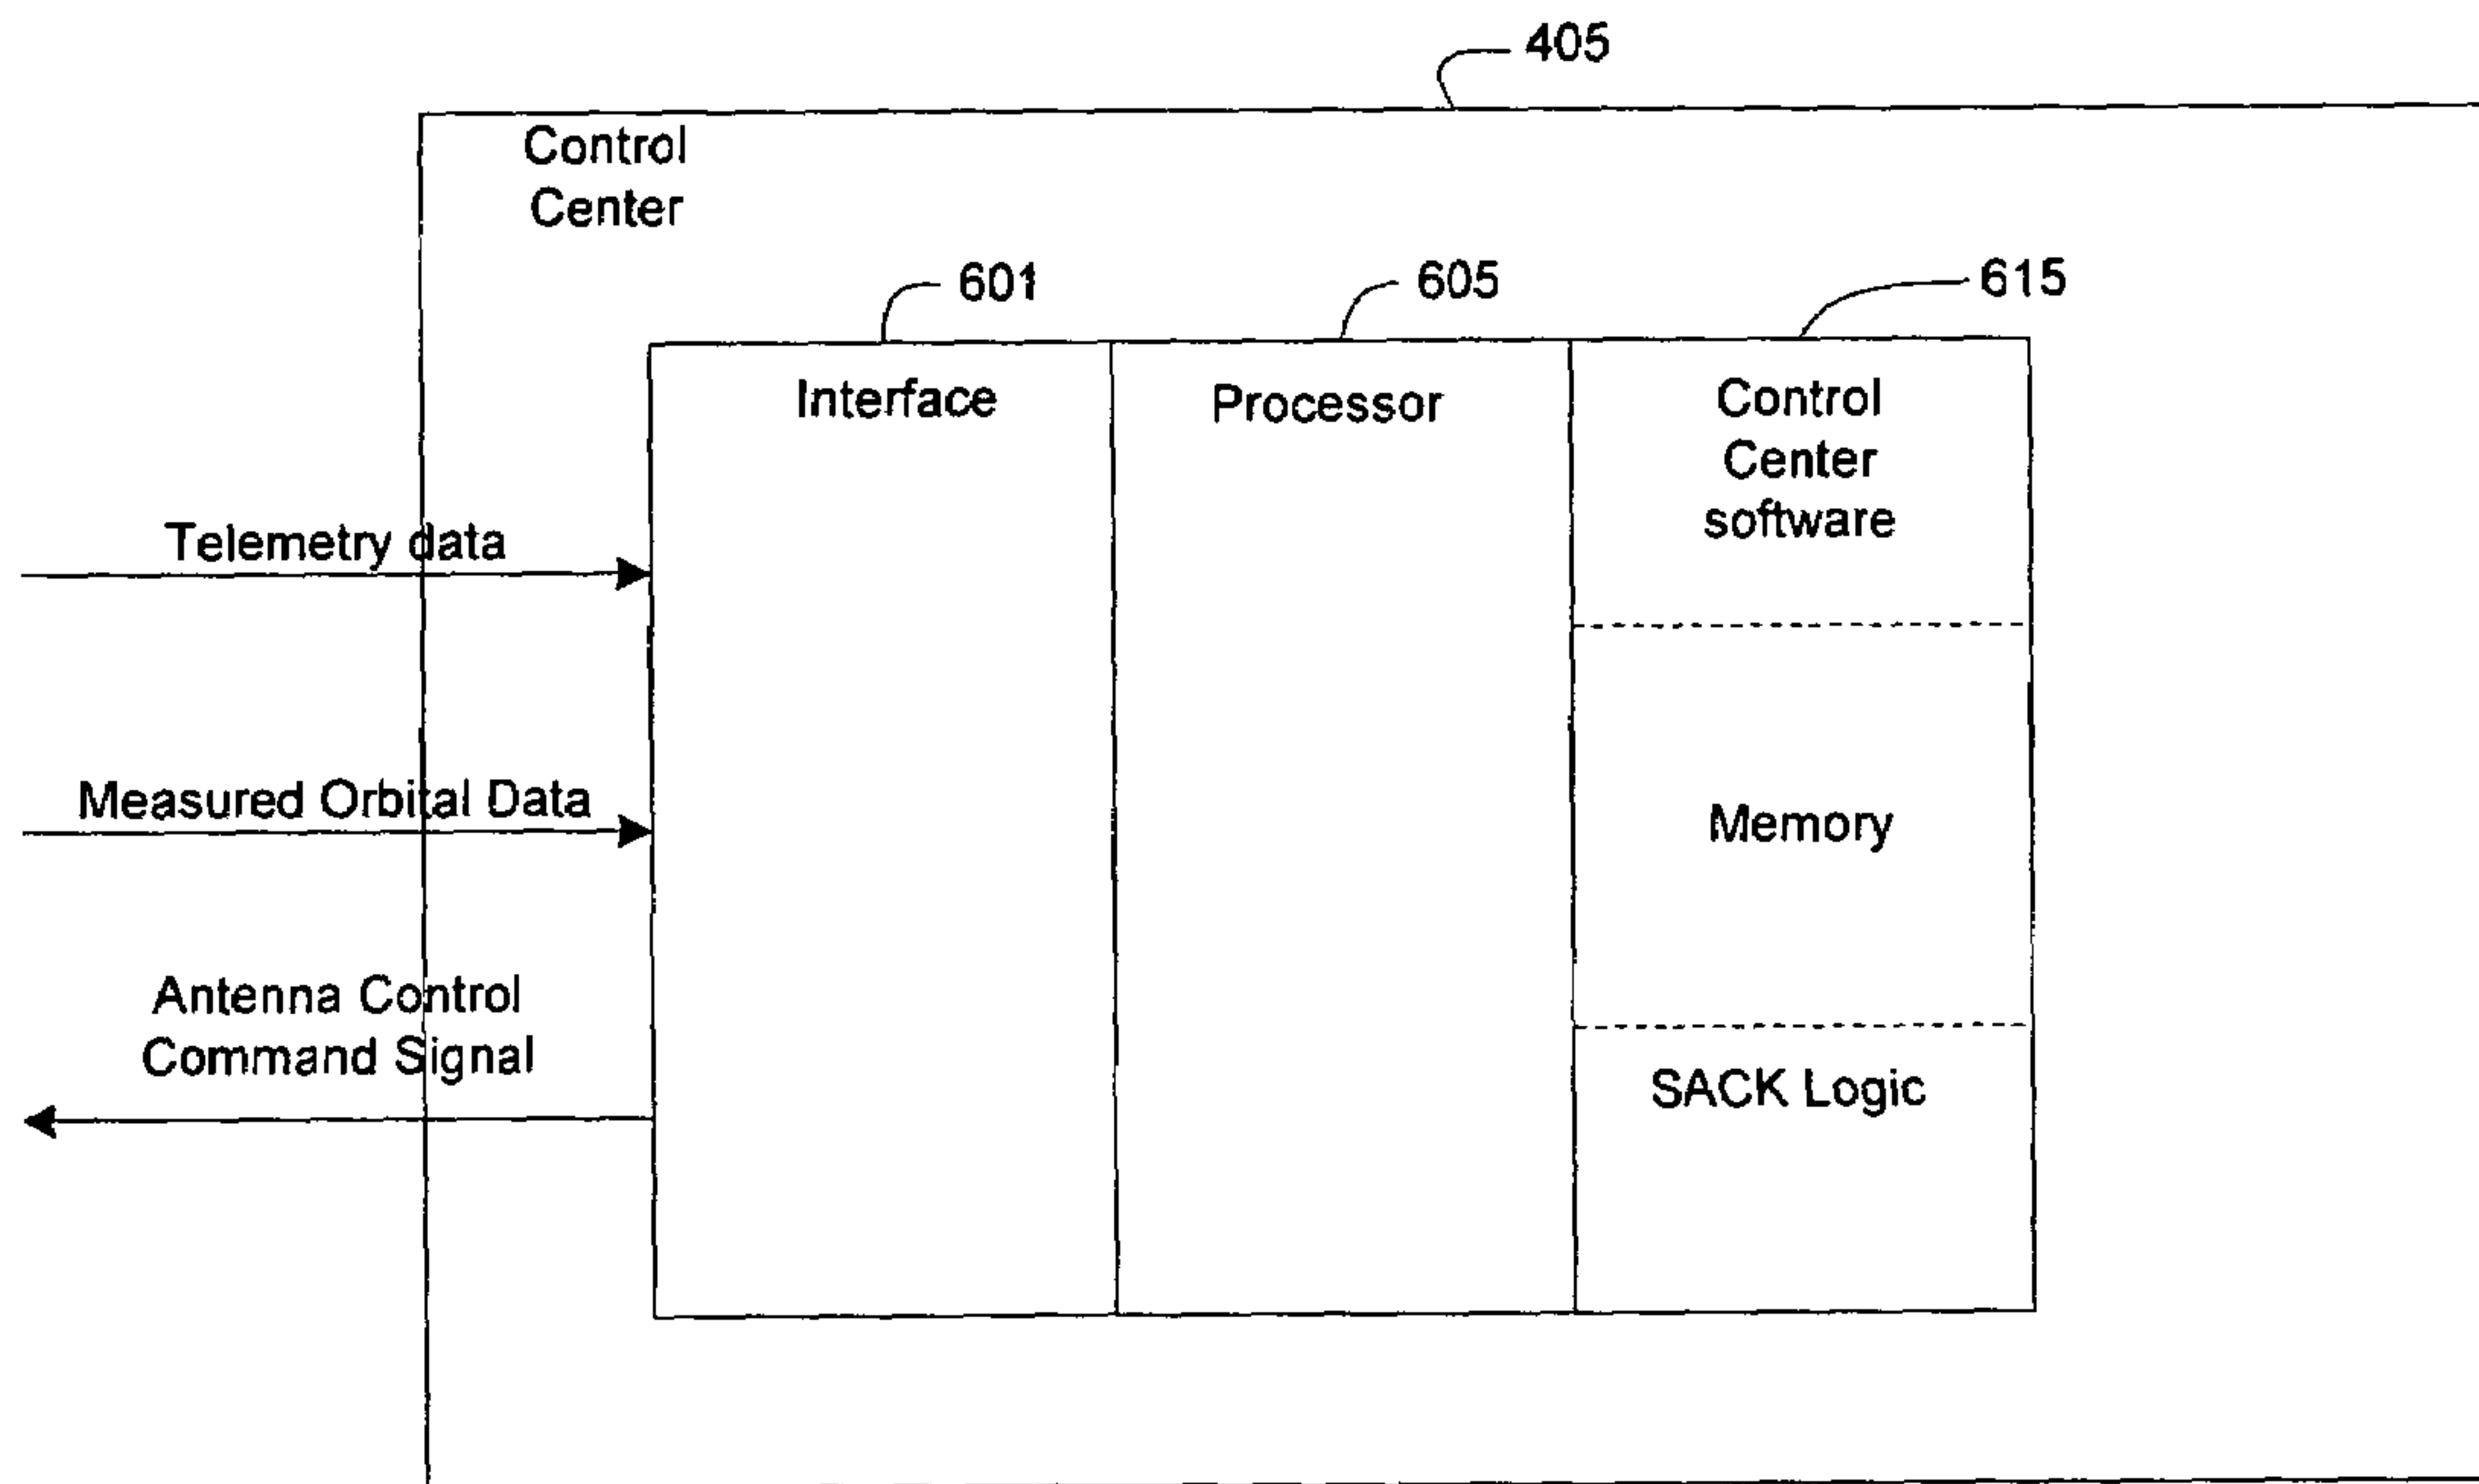 405
Control
Center
601
605
615
Interface
Processor
Control
Center
software
Telemetry data
Measured Orbital Data
Memory
Antenna Control
Command Signal
SACK Logic